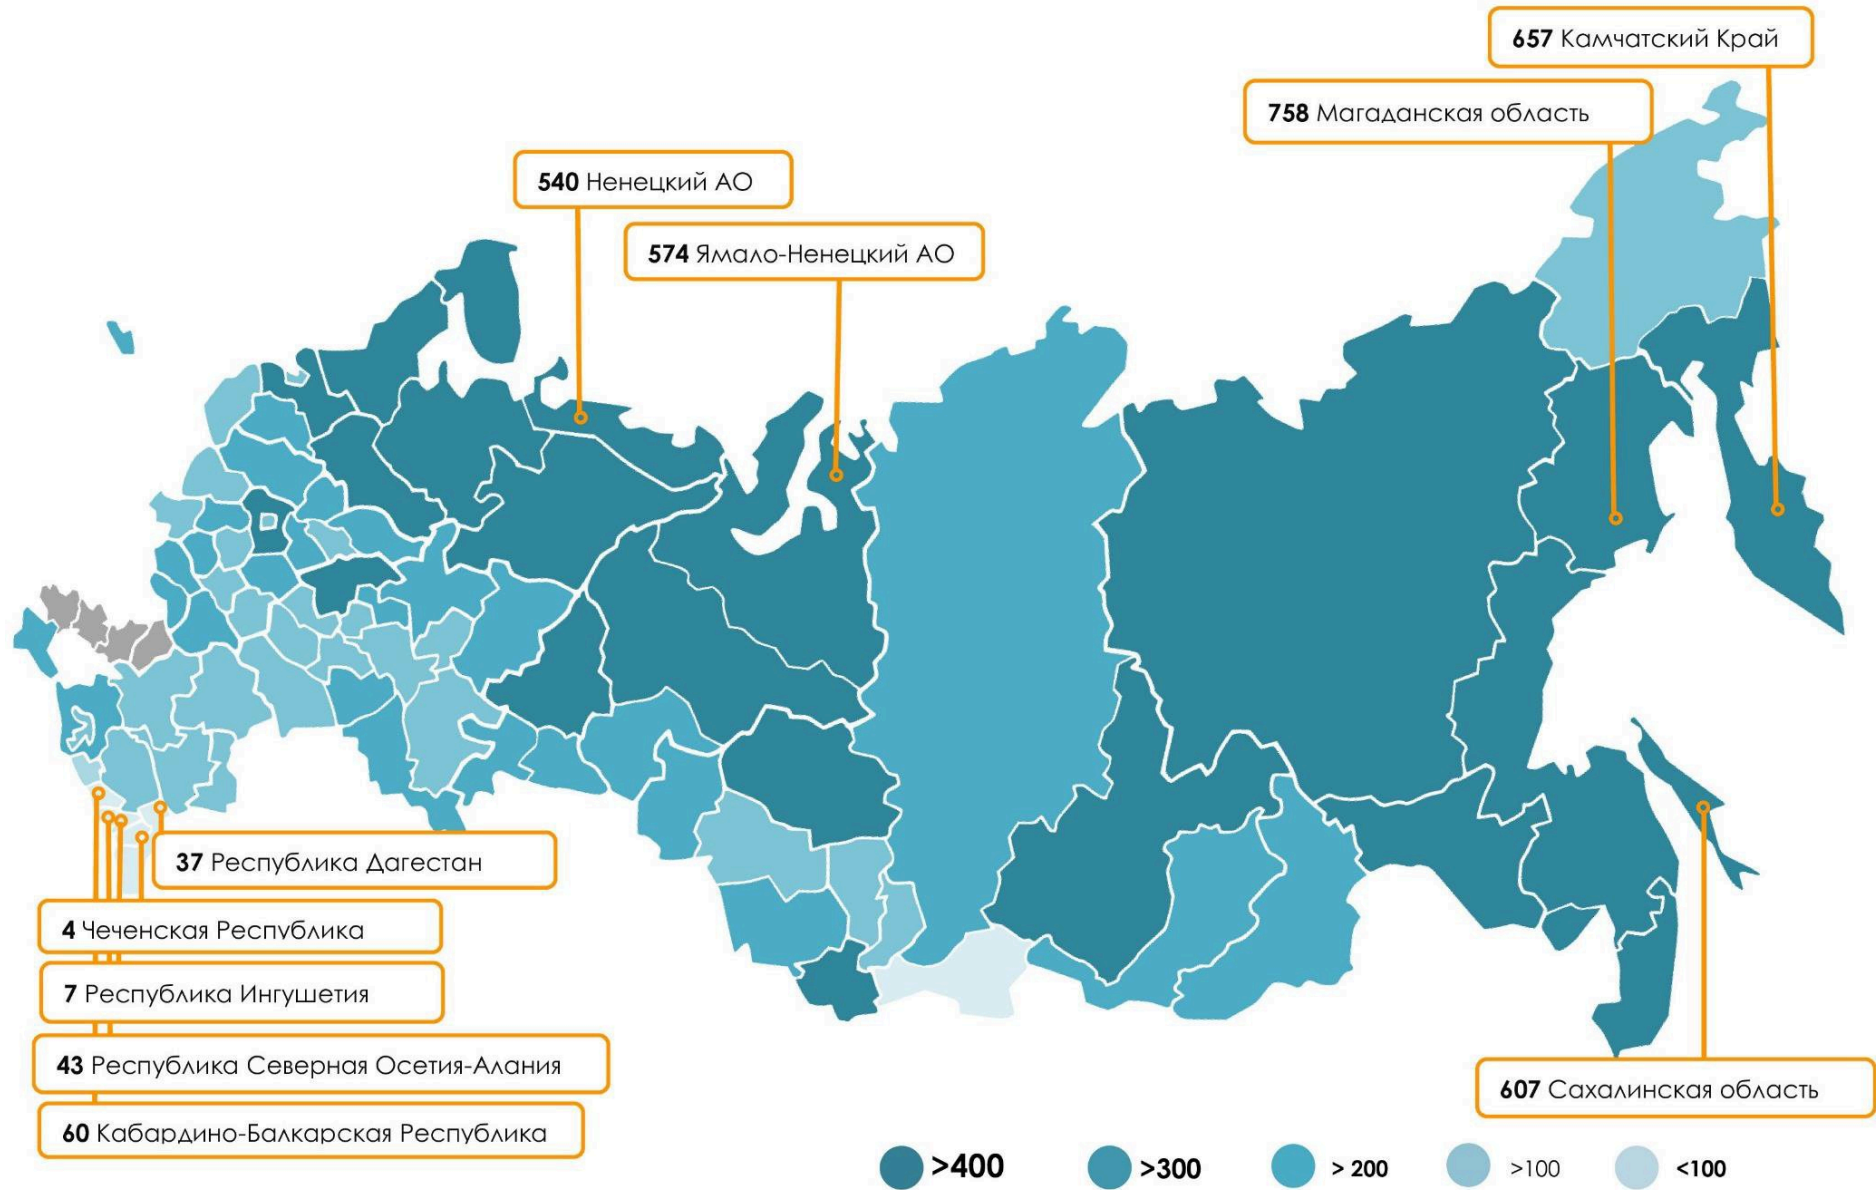 657 Камчатский Край
758 Магаданская область
540 Ненецкий АО
574 Ямало-Ненецкий АО
37 Республика Дагестан
4 Чеченская Республика
7 Республика Ингушетия
43 Республика Северная Осетия-Алания
60 Кабардино-Балкарская Республика
607 Сахалинская область
>400 >300 > 200 >100 <100